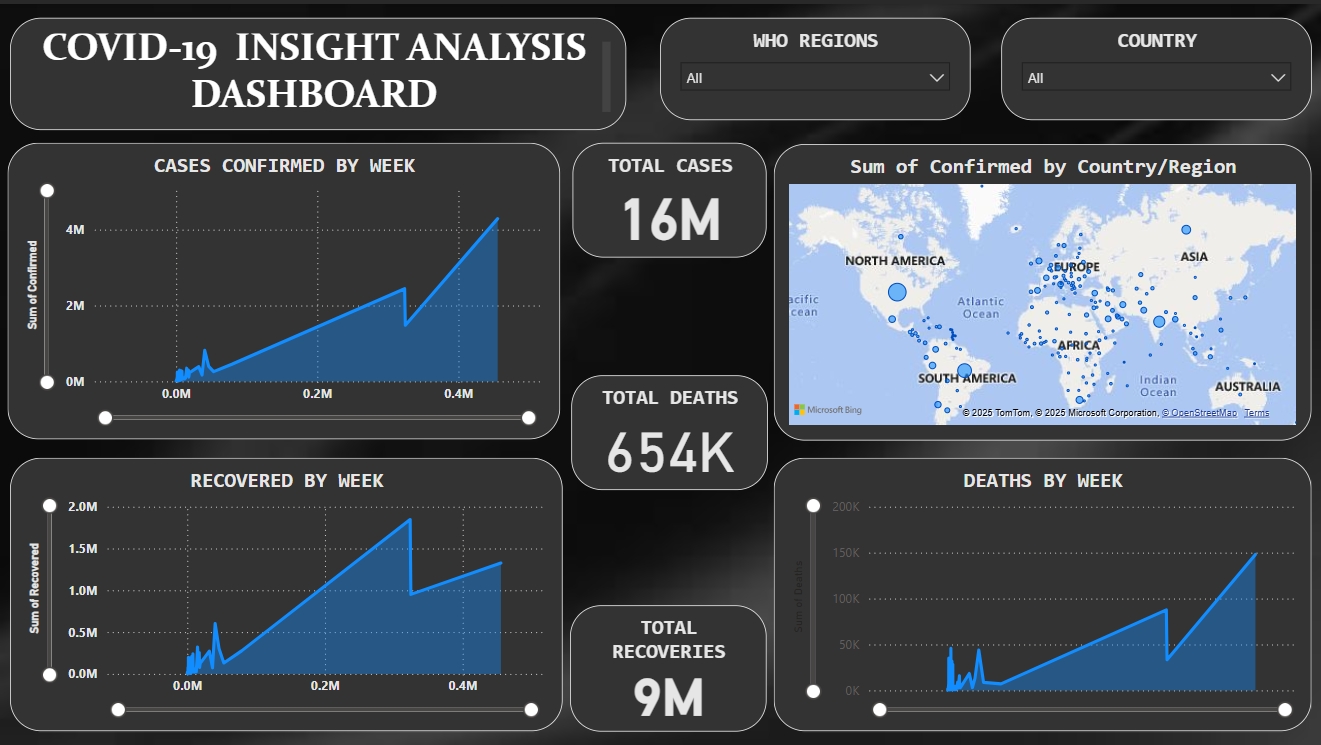 COVID-19 INSIGHT ANALYSIS
DASHBOARD
WHO REGIONS
All
COUNTRY
All
CASES CONFIRMED BY WEEK
Sum of Confirmed
4M
2M
0M
0.0M
0.2M
0.4M
TOTAL CASES
16M
Sum of Confirmed by Country/Region
NORTH AMERICA
EUROPE
ASIA
acific
cean
Atlantic
Ocean
AFRICA
SOUTH AMERICA
Indian
Ocean
AUSTRALIA
Microsoft Bing
© 2025 TomTom, © 2025 Microsoft Corporation, © OpenStreetMap Terms
TOTAL DEATHS
654K
RECOVERED BY WEEK
Sum of Recovered
2.0M
1.5M
1.0M
0.5M
0.0M
0.0M
0.2M
0.4M
TOTAL
RECOVERIES
9M
DEATHS BY WEEK
Sum of Deaths
200K
150K
100K
50K
0K